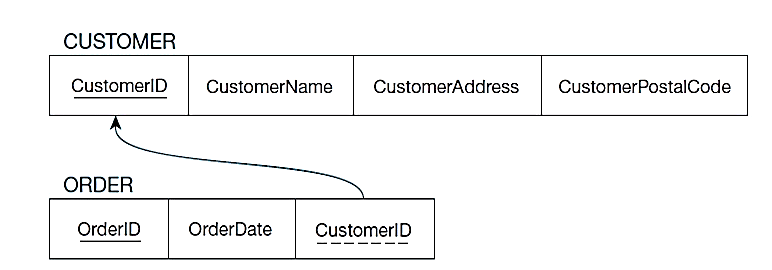 CUSTOMER
CustomerID CustomerName CustomerAddress CustomerPostalCode
ORDER
OrderID OrderDate CustomerID